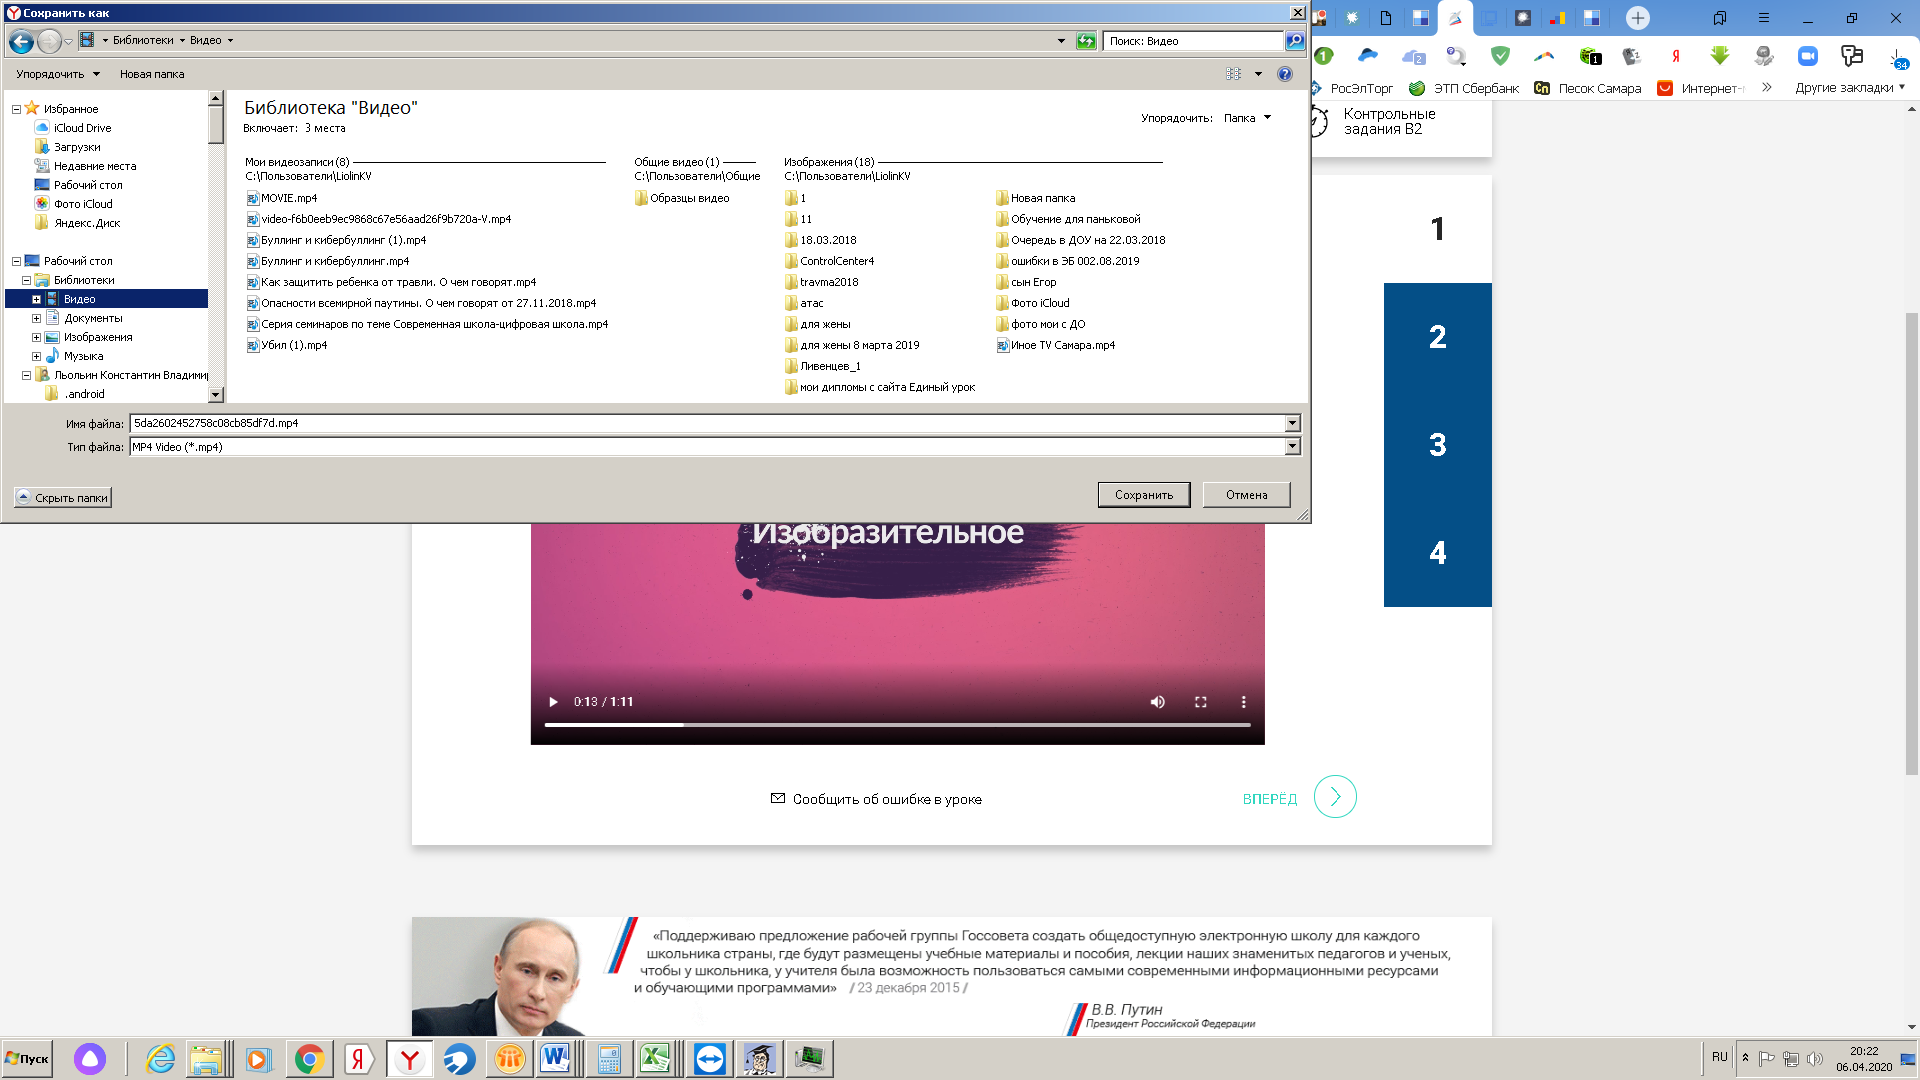 Сохранить как
Библиотеки
Видео
Поиск: Видео
Упорядочить
Новая папка
Избранное
iCloud Drive
Загрузки
Недавние места
Рабочий стол
Фото iCloud
Яндекс.Диск
Рабочий стол
Библиотеки
Видео
Документы
Изображения
Музыка
Льольин Константин Владимир
.android
Библиотека "Видео"
Включает: 3 места
Упорядочить: Папка
Мои видеозаписи (8)
C:\Пользователи\LiolinKV
MOVIE.mp4
video-f6b0eeb9ec9868c67e56aad26f9b720a-V.mp4
Буллинг и кибербуллинг (1).mp4
Буллинг и кибербуллинг.mp4
Как защитить ребенка от травли. О чем говорят.mp4
Опасности всемирной паутины. О чем говорят от 27.11.2018.mp4
Серия семинаров по теме Современная школа-цифровая школа.mp4
Убил (1).mp4
Общие видео (1)
C:\Пользователи\Общие
Образцы видео
Изображения (18)
C:\Пользователи\LiolinKV
1
11
18.03.2018
ControlCenter4
travma2018
атас
для жены
для жены 8 марта 2019
Ливенцев_1
мои дипломы с сайта Единый урок
Новая папка
Обучение для паньковой
Очередь в ДОУ на 22.03.2018
ошибки в ЭБ 002.08.2019
сын Егор
Фото iCloud
фото мои с ДО
Иное TV Самара.mp4
Имя файла: 5da2602452758c08cb85df7d.mp4
Тип файла: MP4 Video (*.mp4)
Скрыть папки
Сохранить
Отмена
1
2
1
34
РосЭлТорг
ЭТП Сбербанк
Песок Самара
Интернет-
Другие закладки
Контрольные
задания В2
1
2
3
4
Изобразительное
0:13 / 1:11
Сообщить об ошибке в уроке
ВПЕРЁД
«Поддерживаю предложение рабочей группы Госсовета создать общедоступную электронную школу для каждого
школьника страны, где будут размещены учебные материалы и пособия, лекции наших знаменитых педагогов и ученых,
чтобы у школьника, у учителя была возможность пользоваться самыми современными информационными ресурсами
и обучающими программами» / 23 декабря 2015 /
В.В. Путин
Президент Российской Федерации
Пуск
RU
20:22
06.04.2020